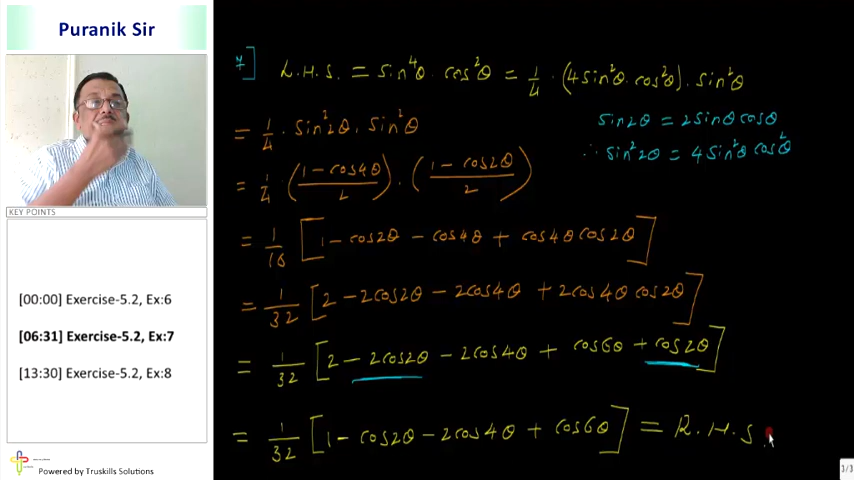 Puranik Sir
KEY POINTS
[00:00] Exercise-5.2, Ex:6
[06:31] Exercise-5.2, Ex:7
[13:30] Exercise-5.2, Ex:8
Powered by Truskills Solutions
7] L.H.S. = sin⁴θ · cos²θ = 1/4 · (4sin²θ · cos²θ) · sin²θ
= 1/4 · sin²2θ · sin²θ
sin2θ = 2sinθ cosθ
∴ sin²2θ = 4sin²θ cos²θ
= 1/4 ((1 - cos4θ)/2) · ((1 - cos2θ)/2)
= 1/16 [1 - cos2θ - cos4θ + cos4θ cos2θ]
= 1/32 [2 - 2cos2θ - 2cos4θ + 2cos4θ cos2θ]
= 1/32 [2 - 2cos2θ - 2cos4θ + cos6θ + cos2θ]
= 1/32 [1 - cos2θ - 2cos4θ + cos6θ] = R.H.S.
3/3